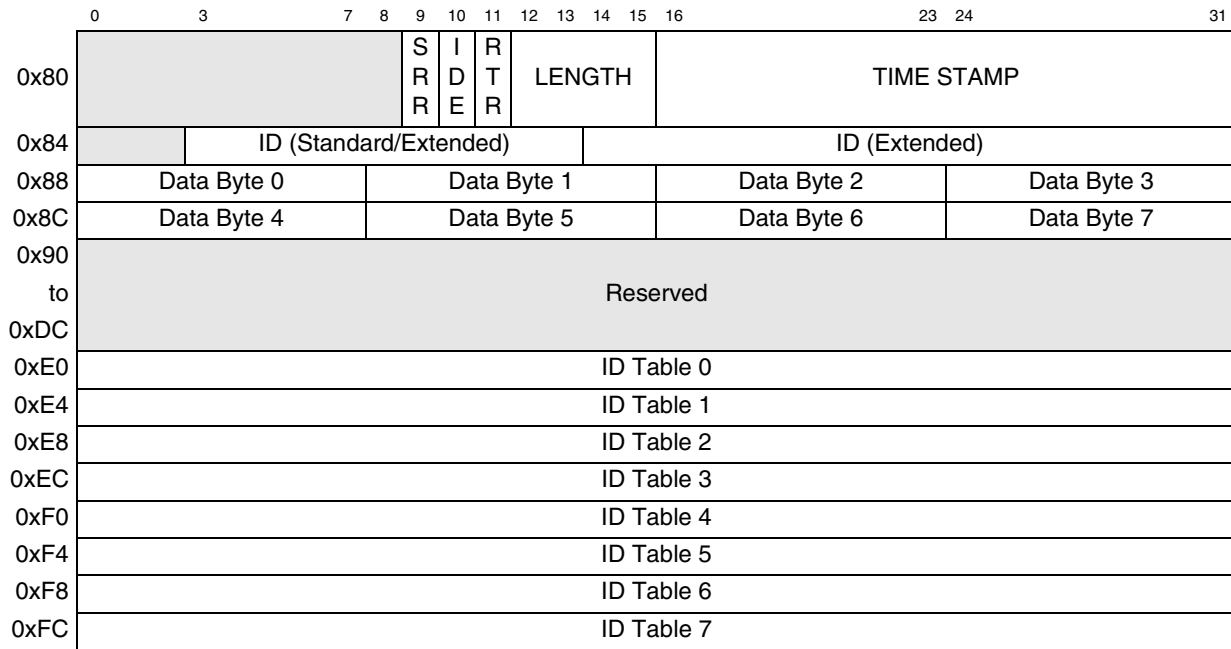 0 3 7 8 9 10 11 12 13 14 15 16 23 24 31
0x80 SRR IDE RTR LENGTH TIME STAMP
0x84 ID (Standard/Extended) ID (Extended)
0x88 Data Byte 0 Data Byte 1 Data Byte 2 Data Byte 3
0x8C Data Byte 4 Data Byte 5 Data Byte 6 Data Byte 7
0x90
to Reserved
0xDC
0xE0 ID Table 0
0xE4 ID Table 1
0xE8 ID Table 2
0xEC ID Table 3
0xF0 ID Table 4
0xF4 ID Table 5
0xF8 ID Table 6
0xFC ID Table 7